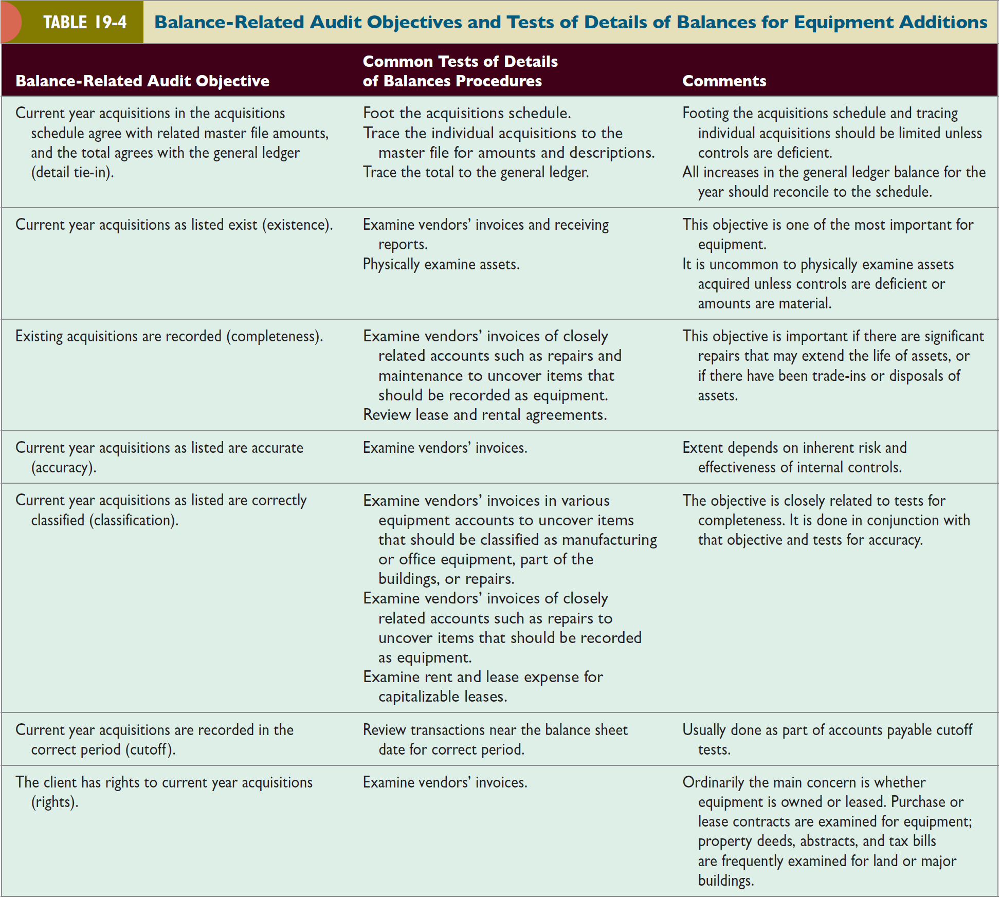 TABLE 19-4
Balance-Related Audit Objectives and Tests of Details of Balances for Equipment Additions
Balance-Related Audit Objective
Common Tests of Details
of Balances Procedures
Comments
Current year acquisitions in the acquisitions
schedule agree with related master file amounts,
and the total agrees with the general ledger
(detail tie-in).
Foot the acquisitions schedule.
Trace the individual acquisitions to the
master file for amounts and descriptions.
Trace the total to the general ledger.
Footing the acquisitions schedule and tracing
individual acquisitions should be limited unless
controls are deficient.
All increases in the general ledger balance for the
year should reconcile to the schedule.
Current year acquisitions as listed exist (existence).
Examine vendors’ invoices and receiving
reports.
Physically examine assets.
This objective is one of the most important for
equipment.
It is uncommon to physically examine assets
acquired unless controls are deficient or
amounts are material.
Existing acquisitions are recorded (completeness).
Examine vendors’ invoices of closely
related accounts such as repairs and
maintenance to uncover items that
should be recorded as equipment.
Review lease and rental agreements.
This objective is important if there are significant
repairs that may extend the life of assets, or
if there have been trade-ins or disposals of
assets.
Current year acquisitions as listed are accurate
(accuracy).
Examine vendors’ invoices.
Extent depends on inherent risk and
effectiveness of internal controls.
Current year acquisitions as listed are correctly
classified (classification).
Examine vendors’ invoices in various
equipment accounts to uncover items
that should be classified as manufacturing
or office equipment, part of the
buildings, or repairs.
Examine vendors’ invoices of closely
related accounts such as repairs to
uncover items that should be recorded
as equipment.
Examine rent and lease expense for
capitalizable leases.
The objective is closely related to tests for
completeness. It is done in conjunction with
that objective and tests for accuracy.
Current year acquisitions are recorded in the
correct period (cutoff).
Review transactions near the balance sheet
date for correct period.
Usually done as part of accounts payable cutoff
tests.
The client has rights to current year acquisitions
(rights).
Examine vendors’ invoices.
Ordinarily the main concern is whether
equipment is owned or leased. Purchase or
lease contracts are examined for equipment;
property deeds, abstracts, and tax bills
are frequently examined for land or major
buildings.